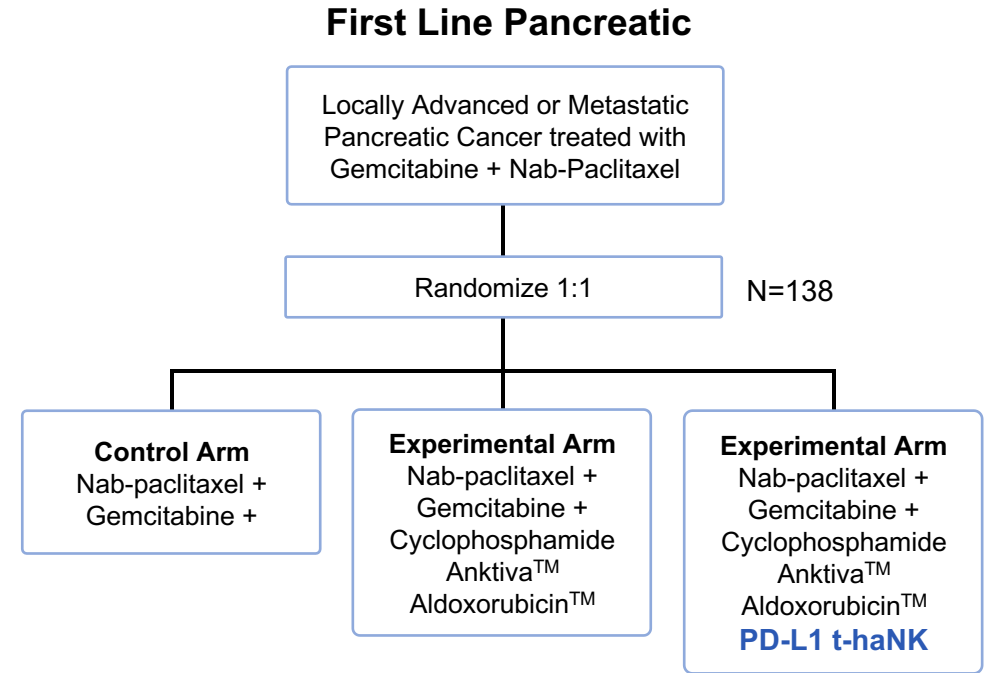 First Line Pancreatic
Locally Advanced or Metastatic
Pancreatic Cancer treated with
Gemcitabine + Nab-Paclitaxel
Randomize 1:1
N=138
Control Arm
Nab-paclitaxel +
Gemcitabine +
Experimental Arm
Nab-paclitaxel +
Gemcitabine +
Cyclophosphamide
Anktiva™
Aldoxorubicin™
Experimental Arm
Nab-paclitaxel +
Gemcitabine +
Cyclophosphamide
Anktiva™
Aldoxorubicin™
PD-L1 t-haNK